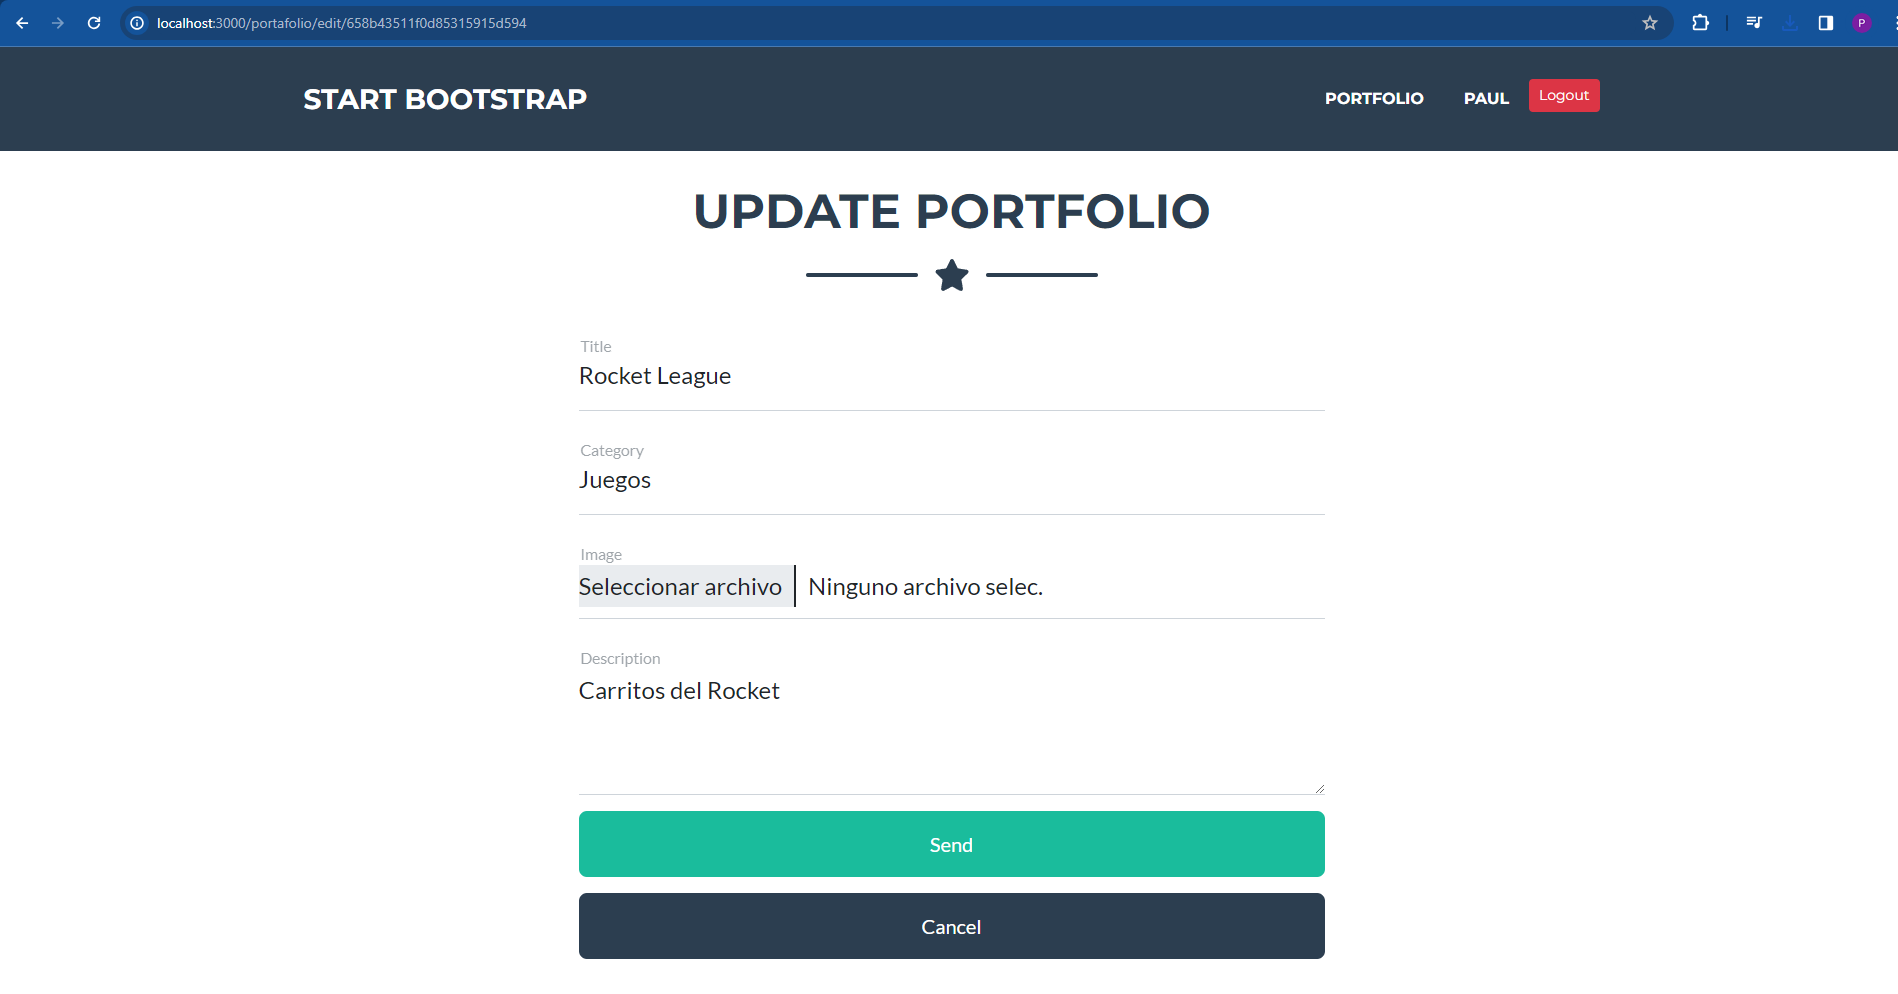 localhost:3000/portafolio/edit/658b43511f0d85315915d594
P
START BOOTSTRAP
PORTFOLIO PAUL Logout
UPDATE PORTFOLIO
Title
Rocket League
Category
Juegos
Image
Seleccionar archivo Ninguno archivo selec.
Description
Carritos del Rocket
Send
Cancel